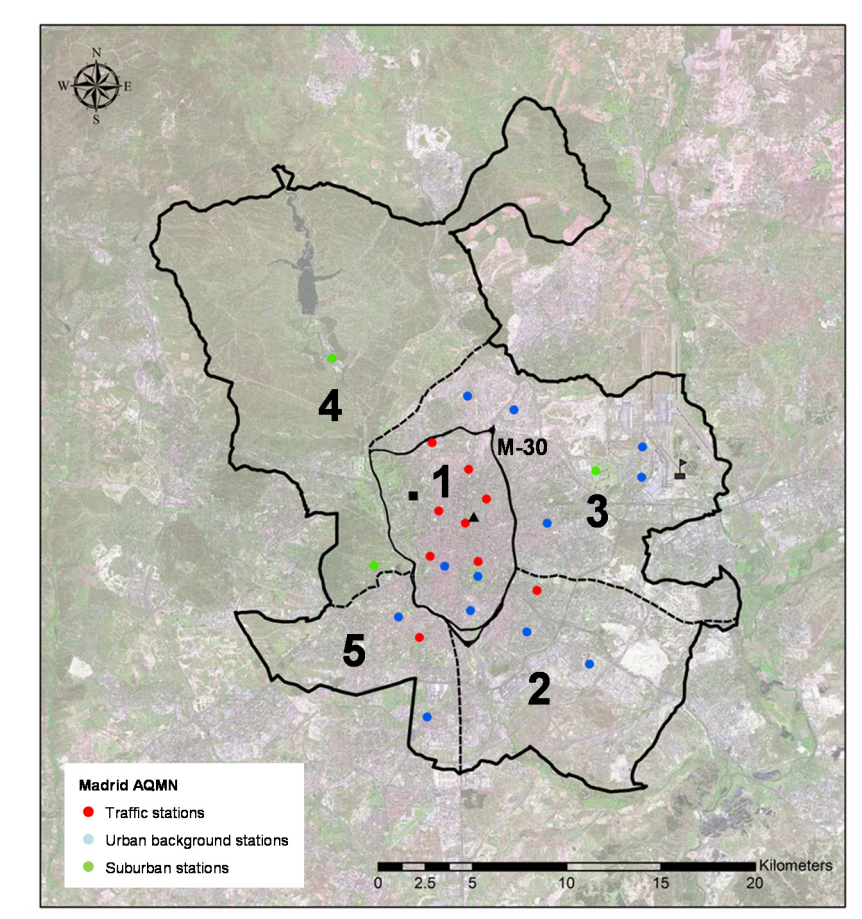 N
W E
S
4
M-30
1
3
5
2
Madrid AQMN
Traffic stations
Urban background stations
Suburban stations
Kilometers
0 2.5 5 10 15 20